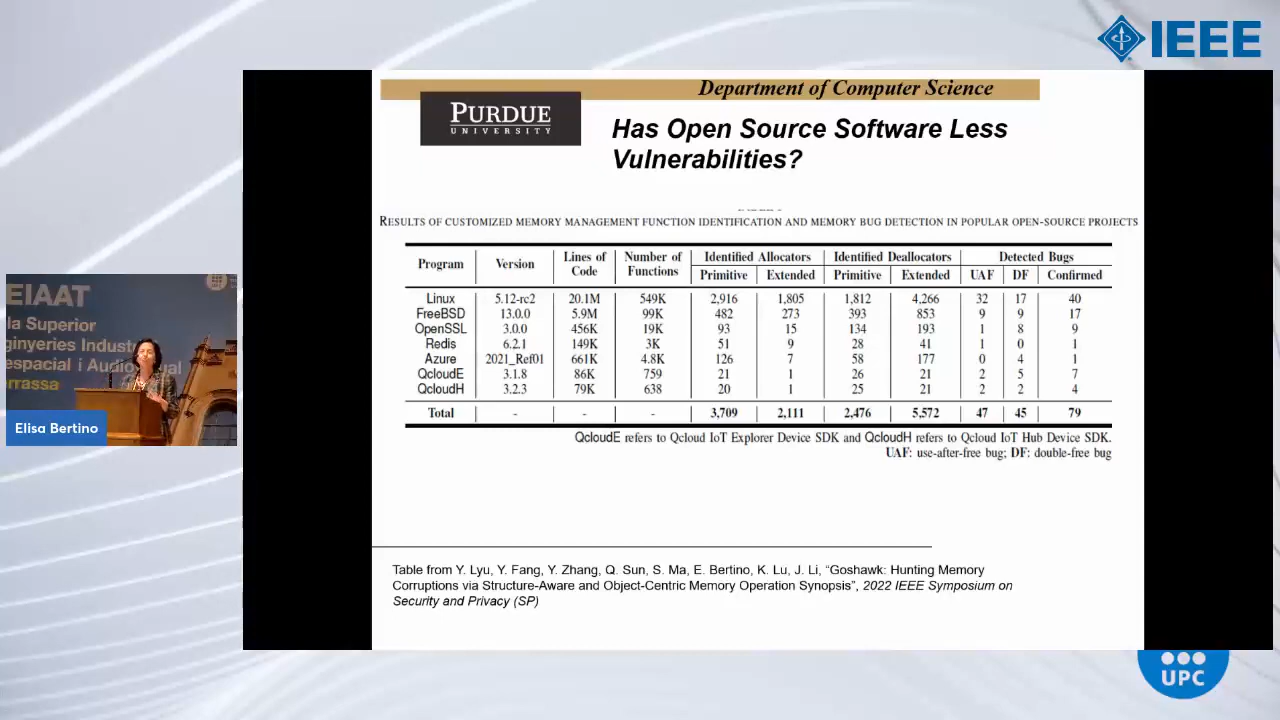 IEEE
Department of Computer Science
PURDUE
UNIVERSITY
Has Open Source Software Less
Vulnerabilities?
RESULTS OF CUSTOMIZED MEMORY MANAGEMENT FUNCTION IDENTIFICATION AND MEMORY BUG DETECTION IN POPULAR OPEN-SOURCE PROJECTS
Program Version Lines of Code Number of Functions Identified Allocators Identified Deallocators Detected Bugs
Primitive Extended Primitive Extended UAF DF Confirmed
Linux 5.12-rc2 20.1M 549K 2,916 1,805 1,812 4,266 32 17 40
FreeBSD 13.0.0 5.9M 99K 482 273 393 853 9 9 17
OpenSSL 3.0.0 456K 19K 93 15 134 193 1 8 9
Redis 6.2.1 149K 3K 51 9 28 41 1 0 1
Azure 2021_Ref01 661K 4.8K 126 7 58 177 0 4 1
QcloudE 3.1.8 86K 759 21 1 26 21 2 5 7
QcloudH 3.2.3 79K 638 20 1 25 21 2 2 4
Total - - - 3,709 2,111 2,476 5,572 47 45 79
QcloudE refers to Qcloud IoT Explorer Device SDK and QcloudH refers to Qcloud IoT Hub Device SDK.
UAF: use-after-free bug; DF: double-free bug
Table from Y. Lyu, Y. Fang, Y. Zhang, Q. Sun, S. Ma, E. Bertino, K. Lu, J. Li, "Goshawk: Hunting Memory
Corruptions via Structure-Aware and Object-Centric Memory Operation Synopsis", 2022 IEEE Symposium on
Security and Privacy (SP)
EIAAT
la Superior
ginyeries Indust
espacial i Audio ual
arrassa
Elisa Bertino
UPC